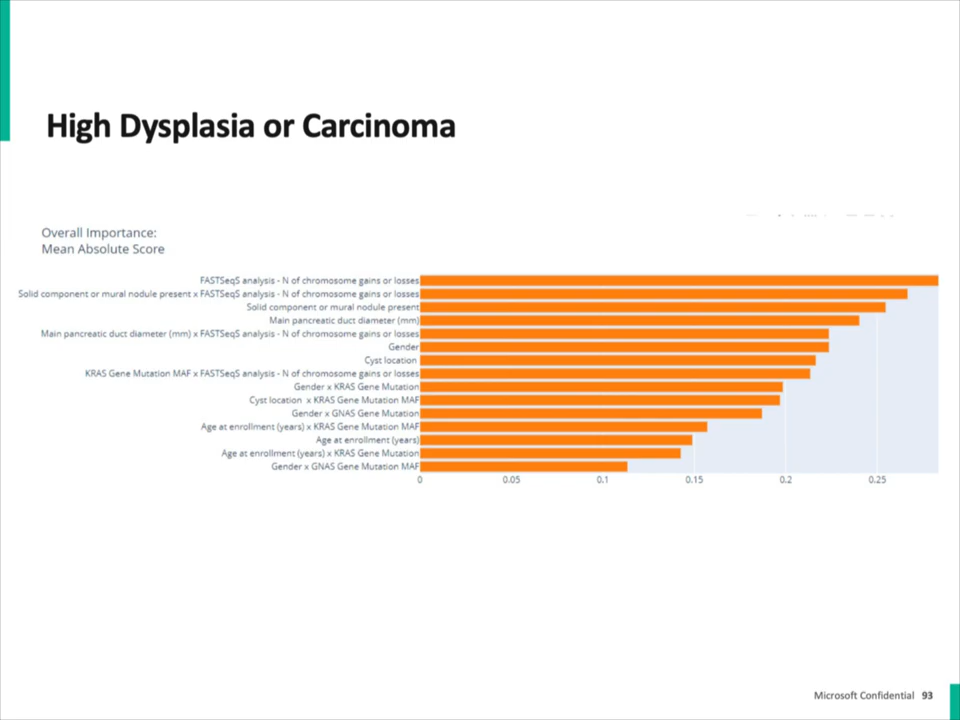 High Dysplasia or Carcinoma
Overall Importance:
Mean Absolute Score
FASTSeqS analysis - N of chromosome gains or losses
Solid component or mural nodule present x FASTSeqS analysis - N of chromosome gains or losses
Solid component or mural nodule present
Main pancreatic duct diameter (mm)
Main pancreatic duct diameter (mm) x FASTSeqS analysis - N of chromosome gains or losses
Gender
Cyst location
KRAS Gene Mutation MAF x FASTSeqS analysis - N of chromosome gains or losses
Gender x KRAS Gene Mutation
Cyst location x KRAS Gene Mutation MAF
Gender x GNAS Gene Mutation
Age at enrollment (years) x KRAS Gene Mutation MAF
Age at enrollment (years)
Age at enrollment (years) x KRAS Gene Mutation
Gender x GNAS Gene Mutation MAF
0 0.05 0.1 0.15 0.2 0.25
Microsoft Confidential 93